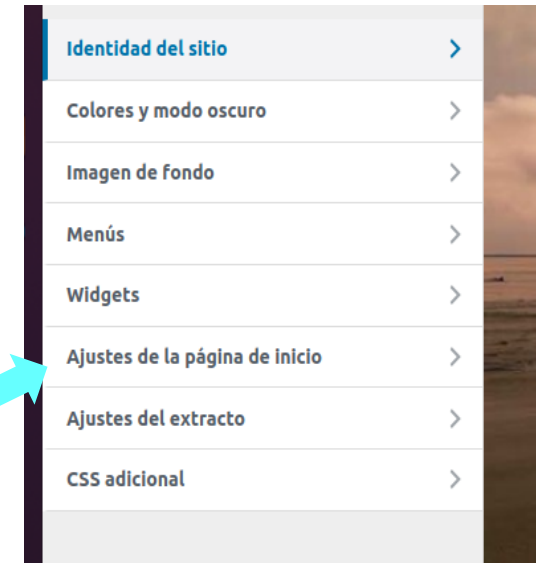 Identidad del sitio
Colores y modo oscuro
Imagen de fondo
Menús
Widgets
Ajustes de la página de inicio
Ajustes del extracto
CSS adicional